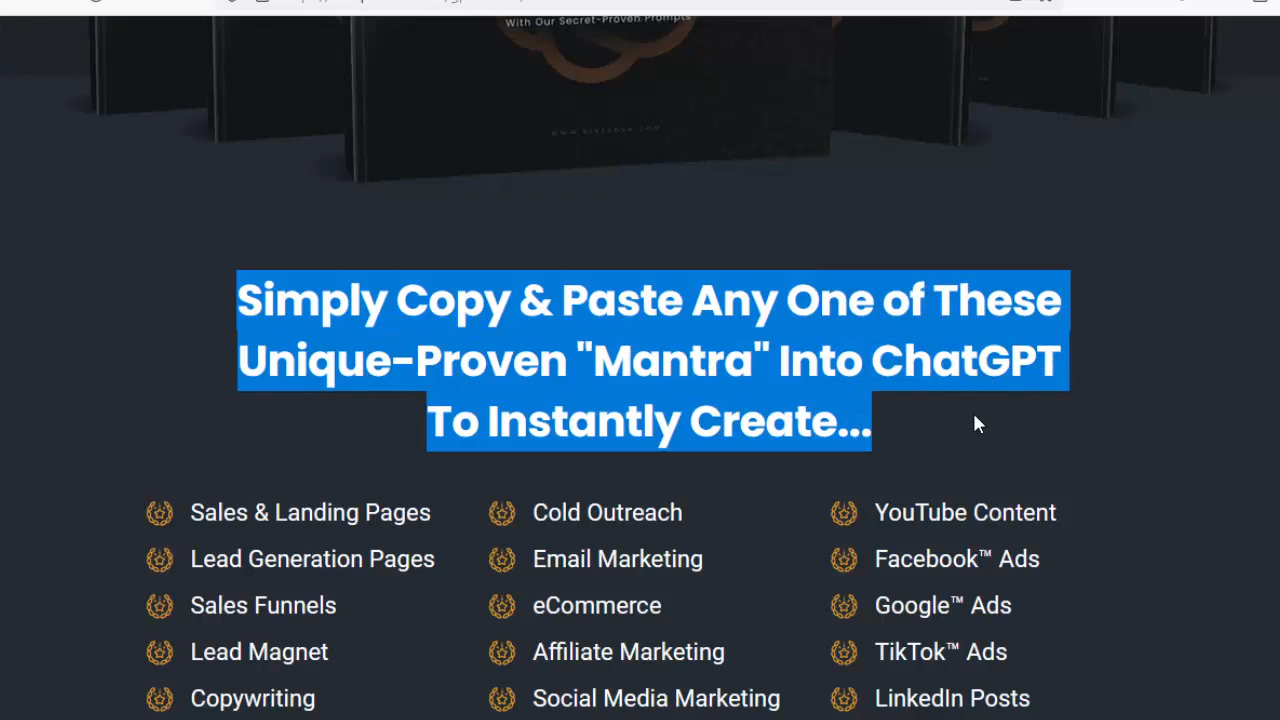 With Our Secret-Proven Prompts
Simply Copy & Paste Any One of These
Unique-Proven "Mantra" Into ChatGPT
To Instantly Create...
Sales & Landing Pages
Lead Generation Pages
Sales Funnels
Lead Magnet
Copywriting
Cold Outreach
Email Marketing
eCommerce
Affiliate Marketing
Social Media Marketing
YouTube Content
Facebook™ Ads
Google™ Ads
TikTok™ Ads
LinkedIn Posts